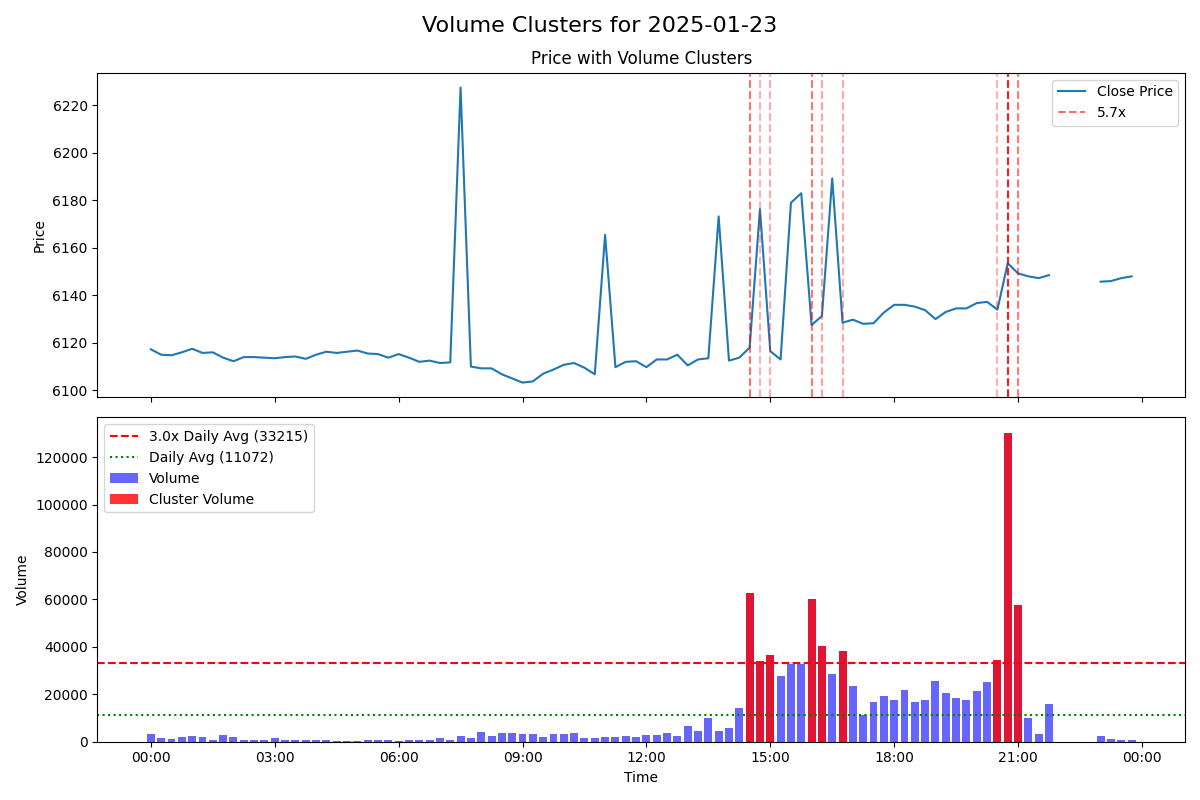 Volume Clusters for 2025-01-23
Price with Volume Clusters
Price
6220
6200
6180
6160
6140
6120
6100
Close Price
5.7x
Volume
120000
100000
80000
60000
40000
20000
0
3.0x Daily Avg (33215)
Daily Avg (11072)
Volume
Cluster Volume
00:00
03:00
06:00
09:00
12:00
15:00
18:00
21:00
00:00
Time